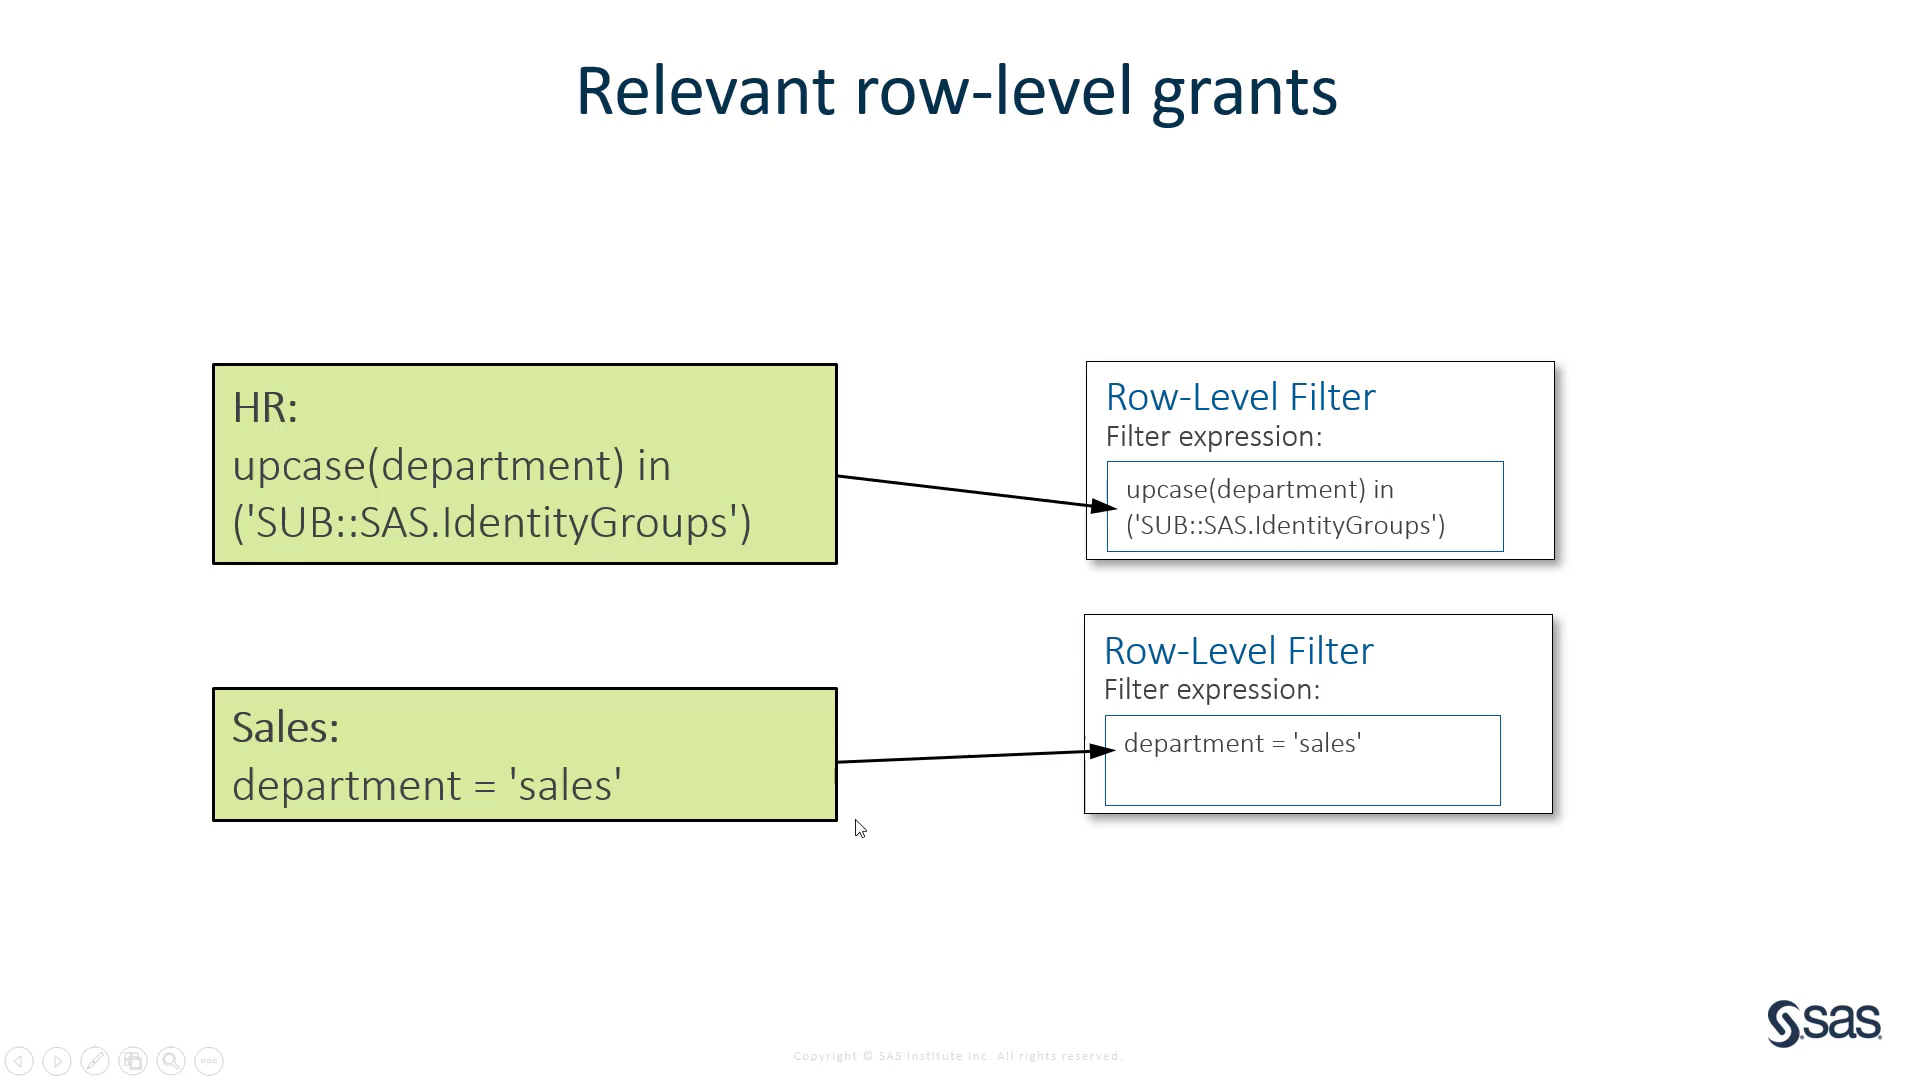 Relevant row-level grants
HR:
upcase(department) in
('SUB::SAS.IdentityGroups')
Row-Level Filter
Filter expression:
upcase(department) in
('SUB::SAS.IdentityGroups')
Sales:
department = 'sales'
Row-Level Filter
Filter expression:
department = 'sales'
sas
Copyright © SAS Institute Inc. All rights reserved.